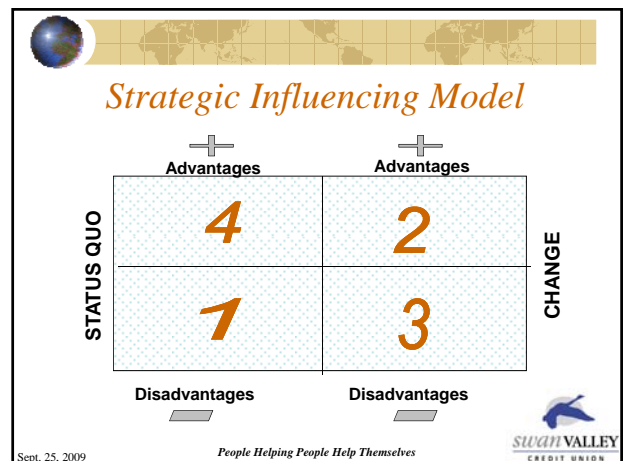 Strategic Influencing Model
Advantages Advantages
STATUS QUO
4 2
CHANGE
1 3
Disadvantages Disadvantages
Sept. 25, 2009
People Helping People Help Themselves
swan VALLEY
CREDIT UNION